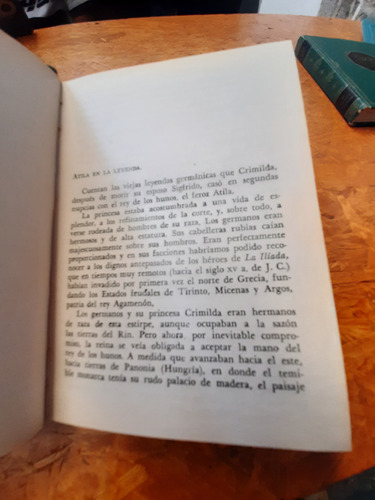 ATILA EN LA LEYENDA.
Cuentan las viejas leyendas germánicas que Crimilda,
después de morir su esposo Sigfrido, casó en segundas
nupcias con el rey de los hunos, el feroz Atila.
La princesa estaba acostumbrada a una vida de es-
plendor, a los refinamientos de la corte, y, sobre todo, a
verse rodeada de hombres de su raza. Los germanos eran
hermosos y de alta estatura. Sus cabelleras rubias caían
majestuosamente sobre sus hombros. Eran perfectamente
proporcionados y en sus facciones habríamos podido reco-
nocer a los dignos antepasados de los héroes de La Ilíada,
que en tiempos muy remotos (hacia el siglo XV a. de J. C.)
habían invadido por primera vez el norte de Grecia, fun-
dando los Estados feudales de Tirinto, Micenas y Argos,
patria del rey Agamenón.
Los germanos y su princesa Crimilda eran hermanos
de raza de esta estirpe, aunque ocupaban a la sazón
las tierras del Rin. Pero ahora, por inevitable compro-
miso, la reina se veía obligada a aceptar la mano del
rey de los hunos. A medida que avanzaban hacia el este,
hacia tierras de Panonia (Hungría), en donde el temi-
ble monarca tenía su rudo palacio de madera, el paisaje